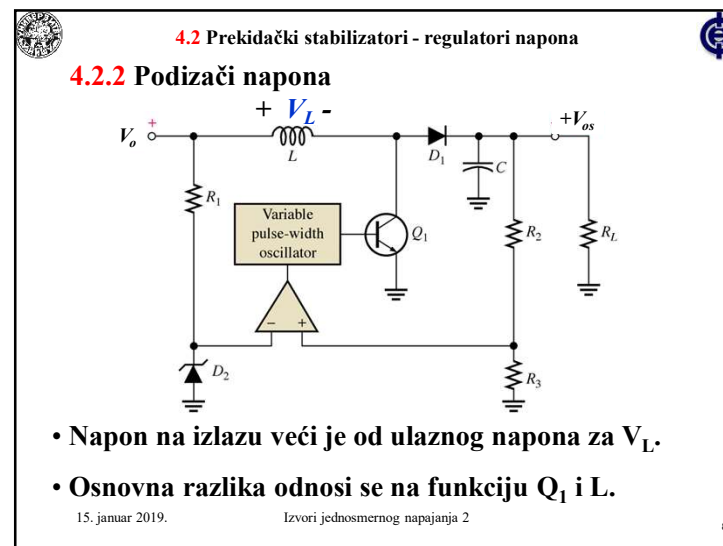 4.2 Prekidački stabilizatori - regulatori napona
4.2.2 Podizači napona
+ V_L -
+
V_o
L
D_1
C
+V_os
R_1
Variable
pulse-width
oscillator
Q_1
R_2
R_L
- +
D_2
R_3
• Napon na izlazu veći je od ulaznog napona za V_L.
• Osnovna razlika odnosi se na funkciju Q_1 i L.
15. januar 2019.
Izvori jednosmernog napajanja 2